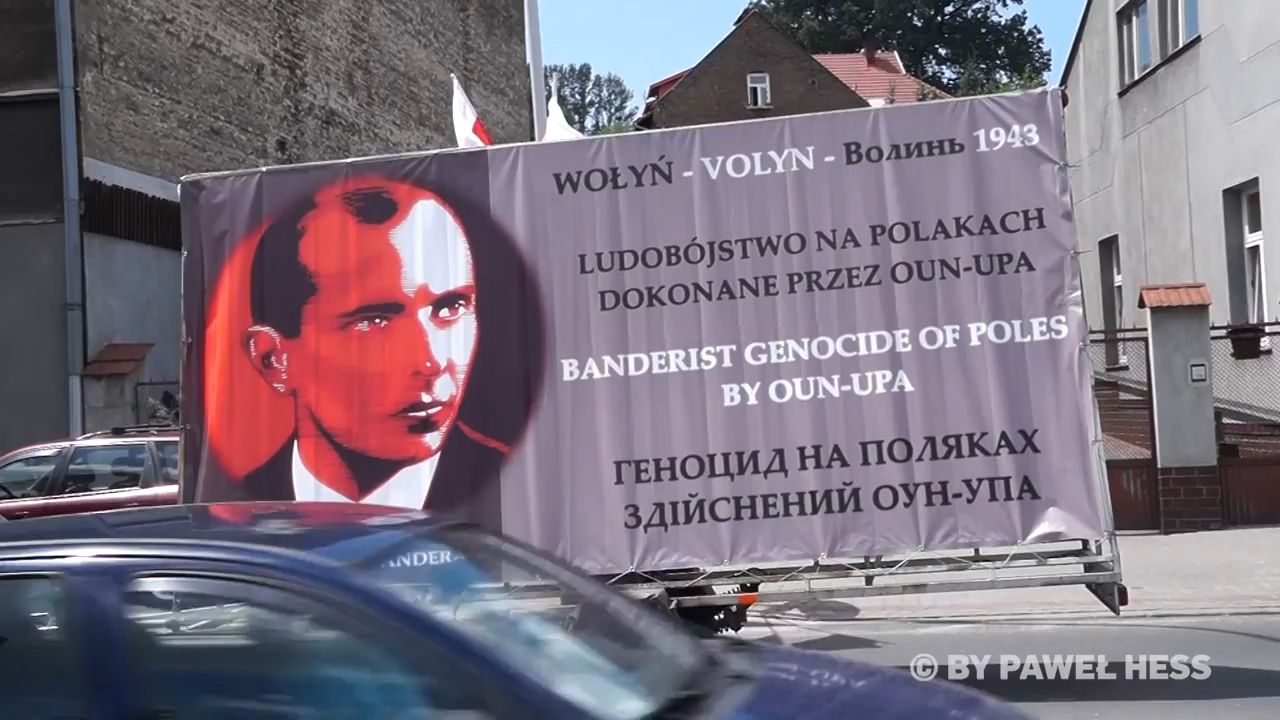 WOŁYŃ - VOLYN - Волинь 1943
LUDOBÓJSTWO NA POLAKACH
DOKONANE PRZEZ OUN-UPA
BANDERIST GENOCIDE OF POLES
BY OUN-UPA
ГЕНОЦИД НА ПОЛЯКАХ
ЗДІЙСНЕНИЙ ОУН-УПА
ANDERA
© BY PAWEŁ HESS